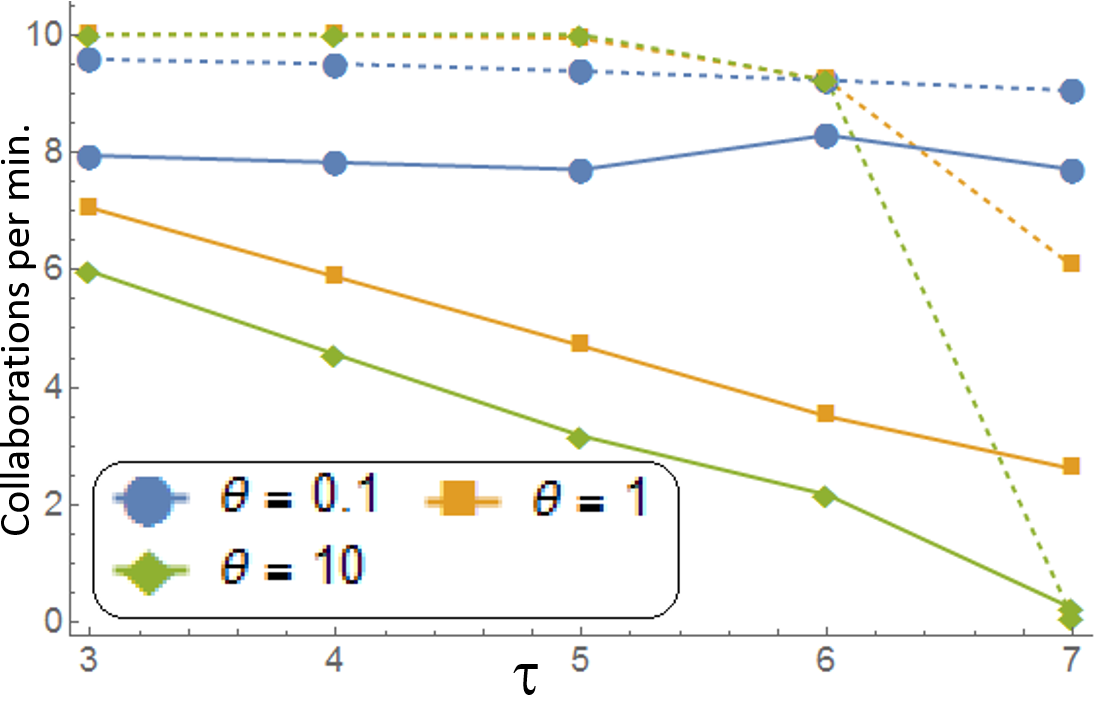 Collaborations per min.
10
8
6
4
2
0
θ = 0.1
θ = 1
θ = 10
3 4 5 6 7
τ